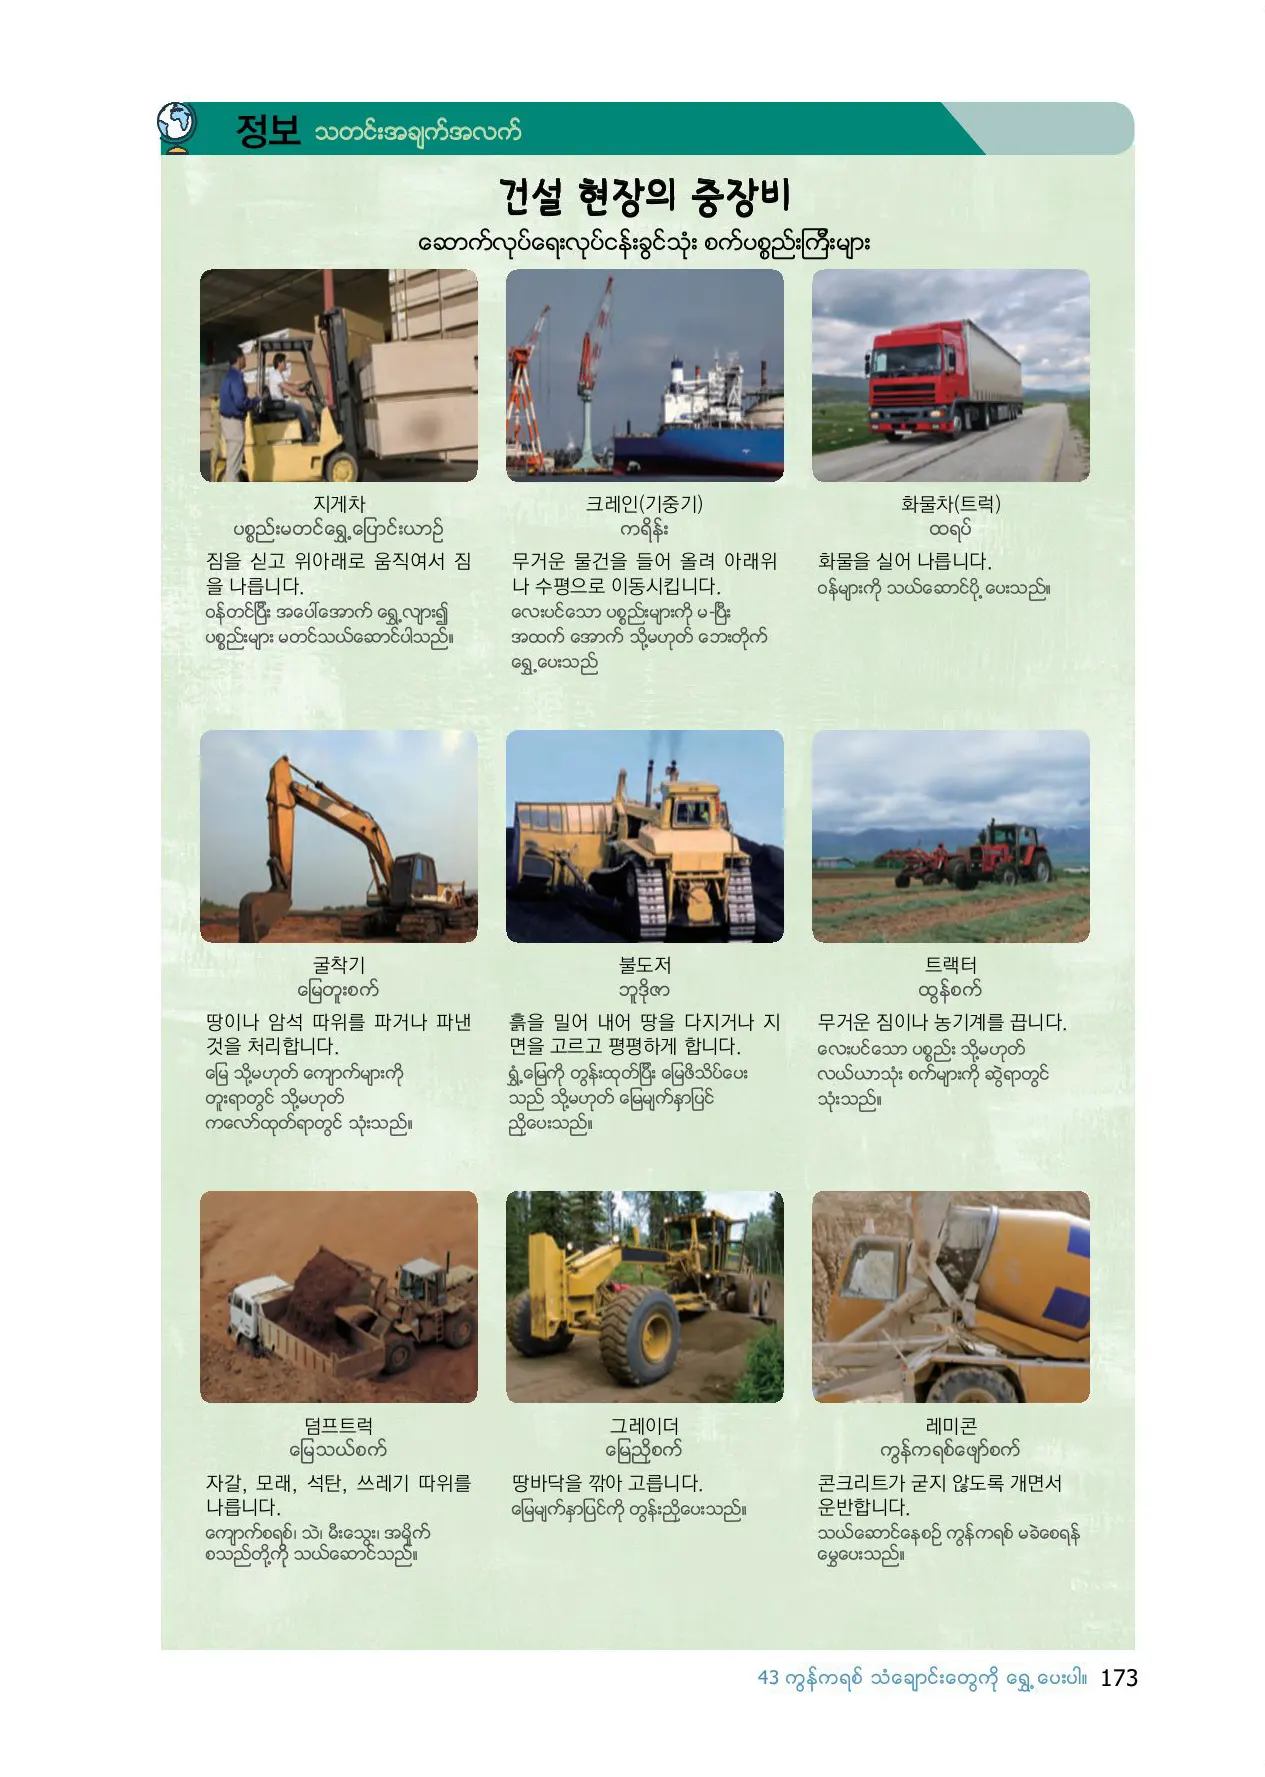 정보 သတင်းအချက်အလက်
건설 현장의 중장비
ဆောက်လုပ်ရေးလုပ်ငန်းခွင်သုံး စက်ပစ္စည်းကြီးများ
지게차
ပစ္စည်းမတင်ရွှေ့ပြောင်းယာဉ်
짐을 싣고 위아래로 움직여서 짐
을 나릅니다.
ဝန်တင်ပြီး အပေါ်အောက် ရွှေ့လျား၍
ပစ္စည်းများ မတင်သယ်ဆောင်ပါသည်။
크레인(기중기)
ကရိန်း
무거운 물건을 들어 올려 아래위
나 수평으로 이동시킵니다.
လေးပင်သော ပစ္စည်းများကို မ-ပြီး
အထက် အောက် သို့မဟုတ် ဘေးတိုက်
ရွှေ့ပေးသည်
화물차(트럭)
ထရပ်
화물을 실어 나릅니다.
ဝန်များကို သယ်ဆောင်ပို့ ပေးသည်။
굴착기
မြေတူးစက်
땅이나 암석 따위를 파거나 파낸
것을 처리합니다.
မြေ သို့မဟုတ် ကျောက်များကို
တူးရာတွင် သို့မဟုတ်
ကလော်ထုတ်ရာတွင် သုံးသည်။
불도저
ဘူဒိုဇာ
흙을 밀어 내어 땅을 다지거나 지
면을 고르고 평평하게 합니다.
ရွှံ့မြေကို တွန်းထုတ်ပြီး မြေဖိသိပ်ပေး
သည် သို့မဟုတ် မြေမျက်နှာပြင်
ညှိပေးသည်။
트랙터
ထွန်စက်
무거운 짐이나 농기계를 끕니다.
လေးပင်သော ပစ္စည်း သို့မဟုတ်
လယ်ယာသုံး စက်များကို ဆွဲရာတွင်
သုံးသည်။
덤프트럭
မြေသယ်စက်
자갈, 모래, 석탄, 쓰레기 따위를
나릅니다.
ကျောက်စရစ်၊ သဲ၊ မီးသွေး၊ အမှိုက်
စသည်တို့ကို သယ်ဆောင်သည်။
그레이더
မြေညှိစက်
땅바닥을 깎아 고릅니다.
မြေမျက်နှာပြင်ကို တွန်းညှိပေးသည်။
레미콘
ကွန်ကရစ်ဖျော်စက်
콘크리트가 굳지 않도록 개면서
운반합니다.
သယ်ဆောင်နေစဉ် ကွန်ကရစ် မခဲစေရန်
မွှေပေးသည်။
43 ကွန်ကရစ် သံချောင်းတွေကို ရွှေ့ပေးပါ။ 173